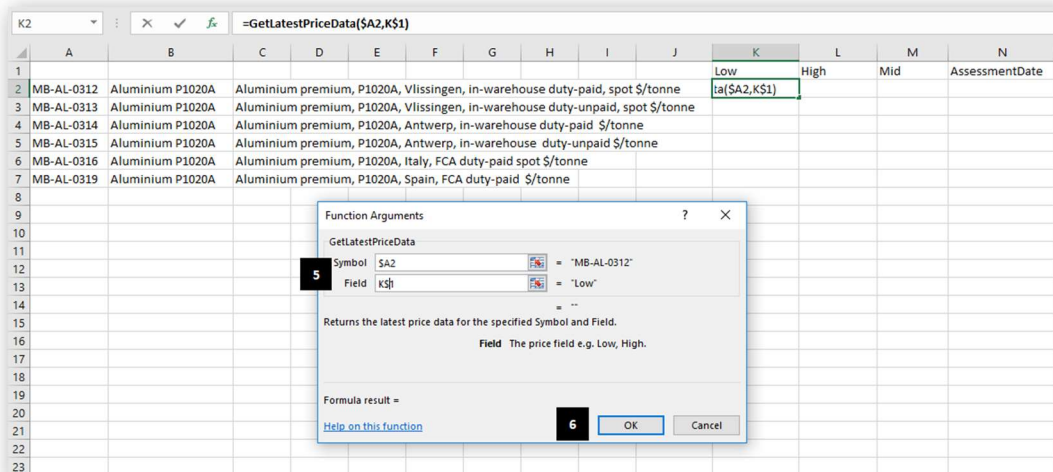 K2 =GetLatestPriceData($A2,K$1)
A B C D E F G H I J K L M N
1 Low High Mid AssessmentDate
2 MB-AL-0312 Aluminium P1020A Aluminium premium, P1020A, Vlissingen, in-warehouse duty-paid, spot $/tonne ta($A2,K$1)
3 MB-AL-0313 Aluminium P1020A Aluminium premium, P1020A, Vlissingen, in-warehouse duty-unpaid, spot $/tonne
4 MB-AL-0314 Aluminium P1020A Aluminium premium, P1020A, Antwerp, in-warehouse duty-paid $/tonne
5 MB-AL-0315 Aluminium P1020A Aluminium premium, P1020A, Antwerp, in-warehouse duty-unpaid $/tonne
6 MB-AL-0316 Aluminium P1020A Aluminium premium, P1020A, Italy, FCA duty-paid spot $/tonne
7 MB-AL-0319 Aluminium P1020A Aluminium premium, P1020A, Spain, FCA duty-paid $/tonne
8
9 Function Arguments ?
10
11 GetLatestPriceData
12 Symbol $A2 = "MB-AL-0312"
5
13 Field K$1 = "Low"
14 = ""
15 Returns the latest price data for the specified Symbol and Field.
16 Field The price field e.g. Low, High.
17
18
19 Formula result =
20
21 Help on this function 6 OK Cancel
22
23